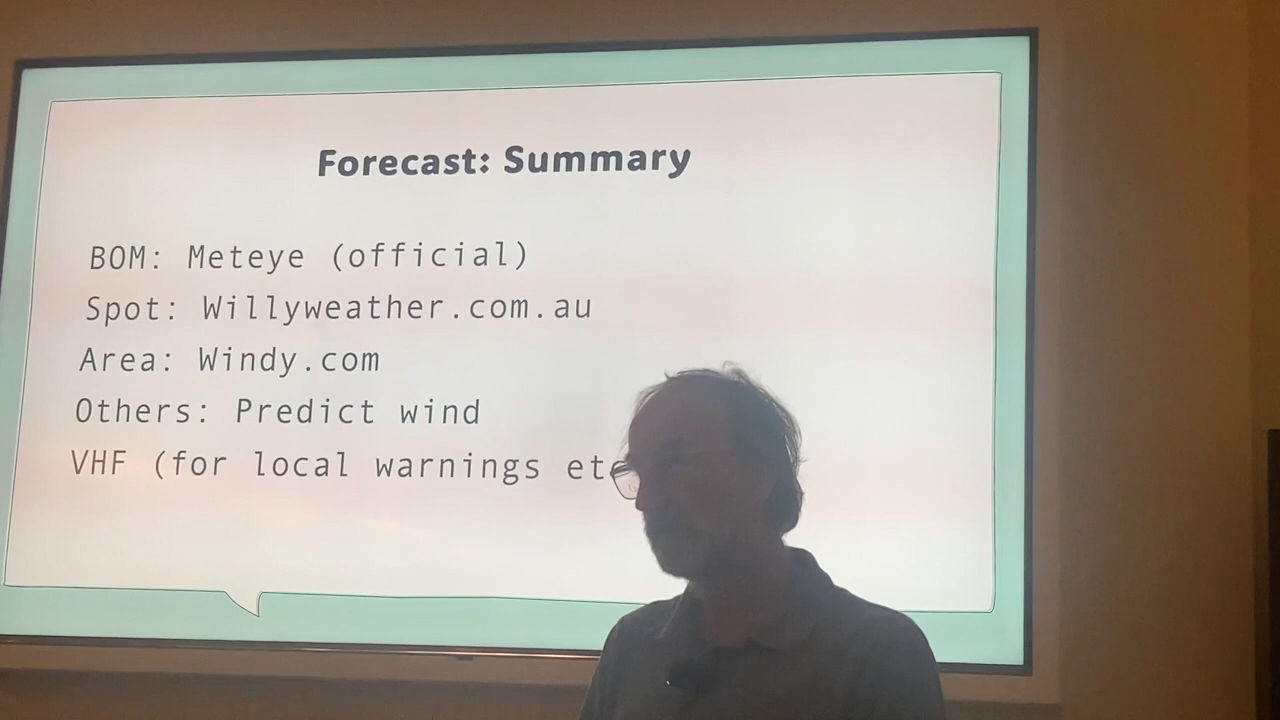 Forecast: Summary
BOM: Meteye (official)
Spot: Willyweather.com.au
Area: Windy.com
Others: Predict wind
VHF (for local warnings etc